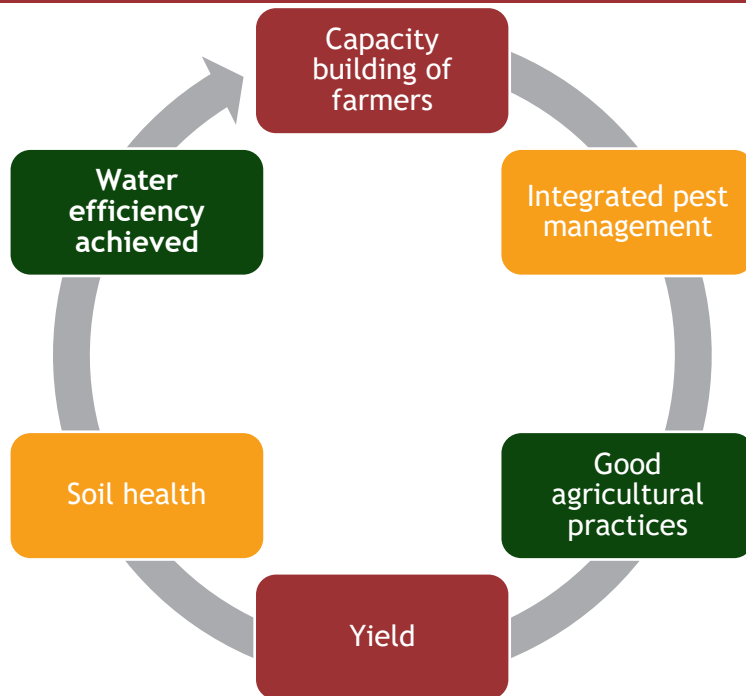 Capacity
building of
farmers
Integrated pest
management
Good
agricultural
practices
Yield
Soil health
Water
efficiency
achieved